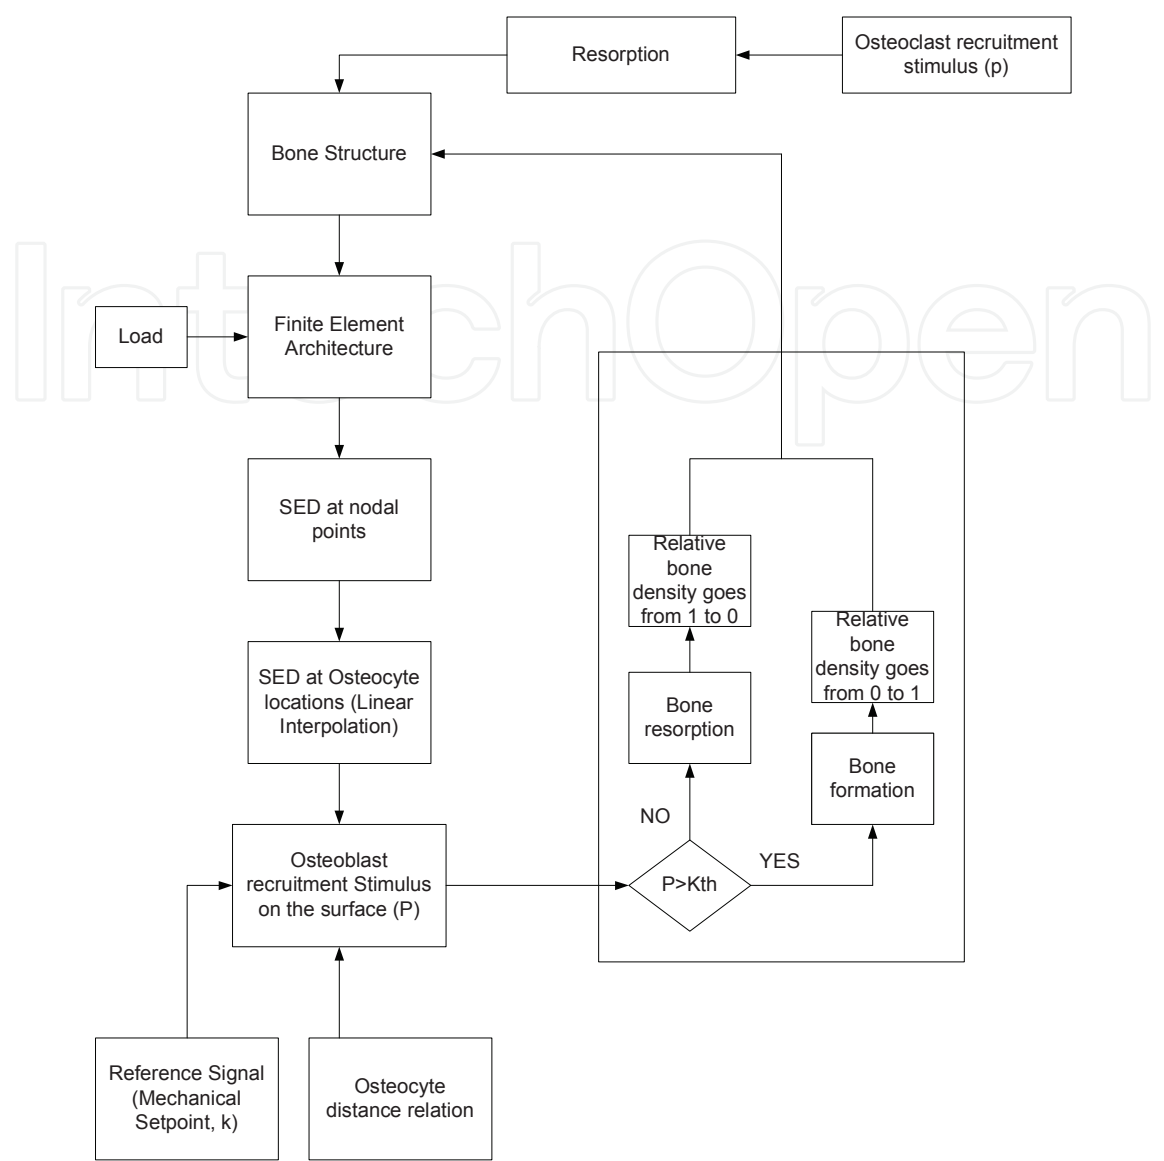 Resorption
Osteoclast recruitment
stimulus (p)
Bone Structure
IntechOpen
Load
Finite Element
Architecture
SED at nodal
points
Relative
bone
density goes
from 1 to 0
Relative
bone
density goes
from 0 to 1
SED at Osteocyte
locations (Linear
Interpolation)
Bone
resorption
Bone
formation
NO
YES
Osteoblast
recruitment Stimulus
on the surface (P)
P>Kth
Reference Signal
(Mechanical
Setpoint, k)
Osteocyte
distance relation